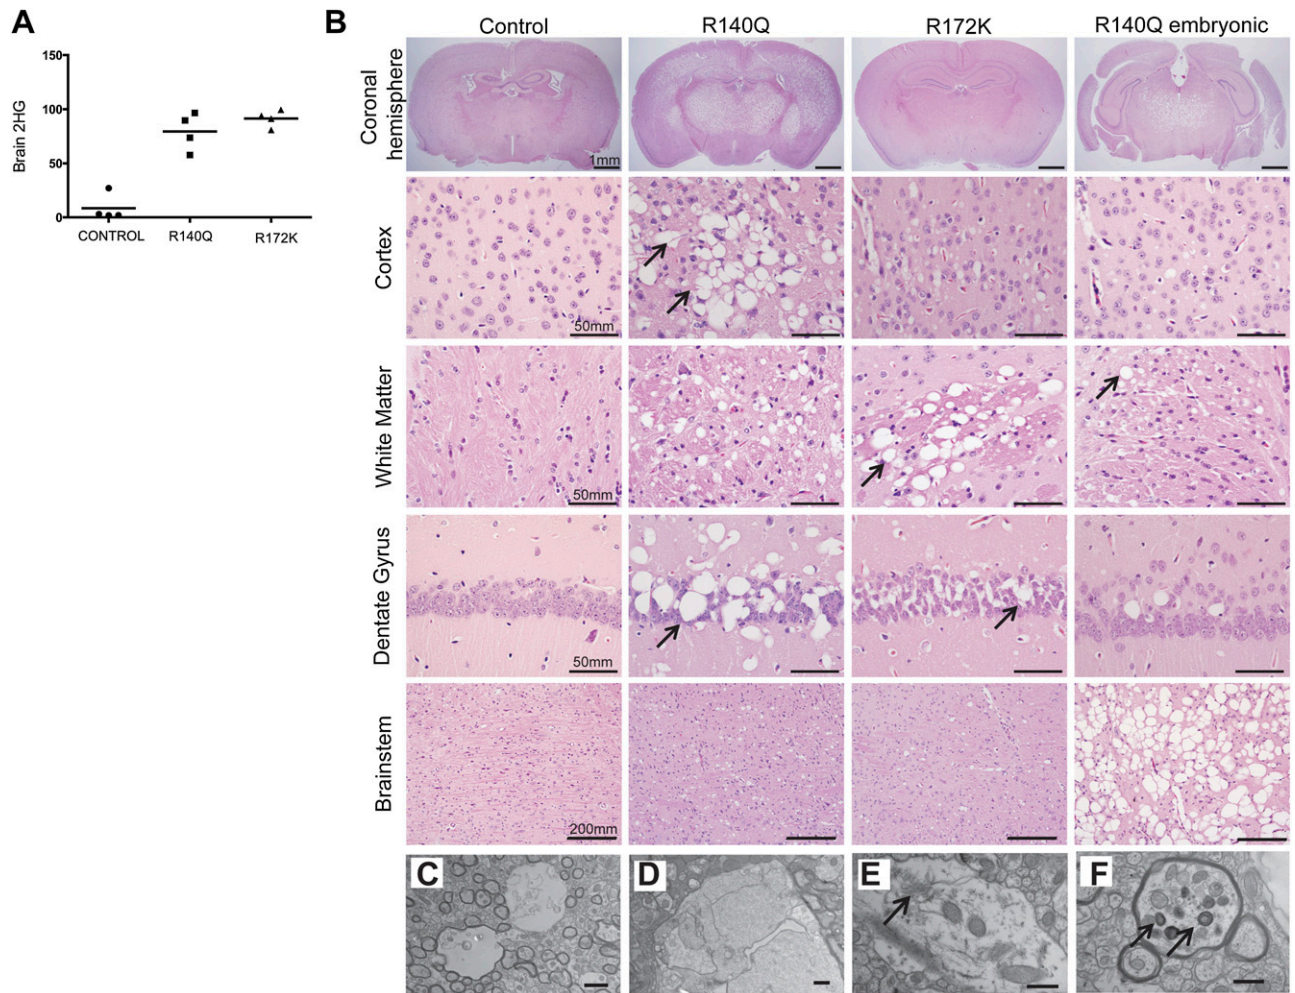 A
150
100
50
0
Brain 2HG
CONTROL
R140Q
R172K
B
Control
R140Q
R172K
R140Q embryonic
Coronal
hemisphere
1mm
Cortex
50mm
White Matter
50mm
Dentate Gyrus
50mm
Brainstem
200mm
C
D
E
F